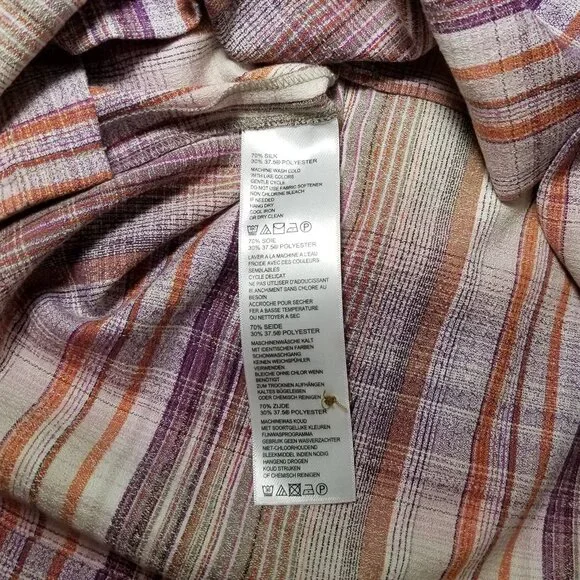 70% SILK
30% 37.5® POLYESTER
MACHINE WASH COLD
WITH LIKE COLORS
GENTLE CYCLE
DO NOT USE FABRIC SOFTENER
NON CHLORINE BLEACH
IF NEEDED
HANG DRY
COOL IRON
OR DRY CLEAN
70% SOIE
30% 37.5® POLYESTER
LAVER A LA MACHINE A L'EAU
FROIDE AVEC DES COULEURS
SEMBLABLES
CYCLE DELICAT
NE PAS UTILISER D'ADOUCISSANT
BLANCHIMENT SANS CHLORE AU
BESOIN
ACCROCHE POUR SÉCHER
FER A BASSE TEMPERATURE
OU NETTOYER A SEC
70% SEIDE
30% 37.5® POLYESTER
MASCHINENWÄSCHE KALT
MIT IDENTISCHEN FARBEN
SCHONWASCHGANG
KEINEN WEICHSPÜHLER
VERWENDEN
BLEICHE OHNE CHLOR WENN
BENÖTIGT
ZUM TROCKNEN AUFHÄNGEN
KALTES BÜGELEISEN
ODER CHEMISCH REINIGEN
70% ZIJDE
30% 37.5® POLYESTER
MACHINEWAS KOUD
MET SOORTGELIJKE KLEUREN
FIJNWASPROGRAMMA
GEBRUIK GEEN WASVERZACHTER
NIET-CHLOORHOUDEND
BLEEKMIDDEL INDIEN NODIG
HANGEND DROGEN
KOUD STRIJKEN
OF CHEMISCH REINIGEN